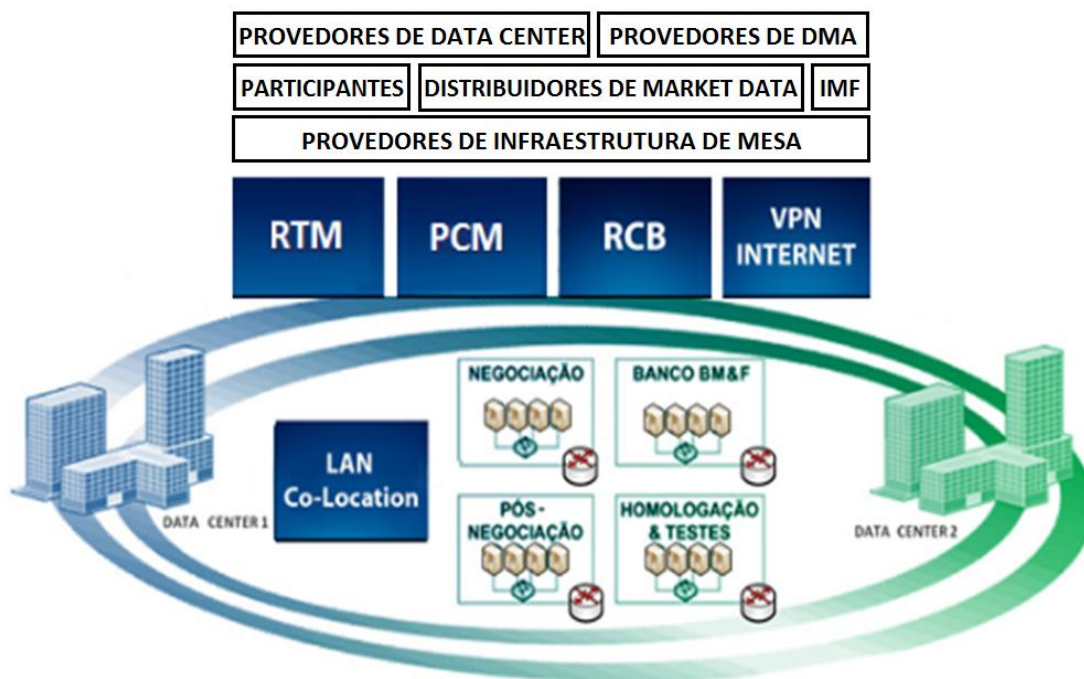 PROVEDORES DE DATA CENTER
PROVEDORES DE DMA
PARTICIPANTES
DISTRIBUIDORES DE MARKET DATA
IMF
PROVEDORES DE INFRAESTRUTURA DE MESA
RTM
PCM
RCB
VPN
INTERNET
NEGOCIAÇÃO
BANCO BM&F
LAN
Co-Location
PÓS-
NEGOCIAÇÃO
HOMOLOGAÇÃO
& TESTES
DATA CENTER 1
DATA CENTER 2